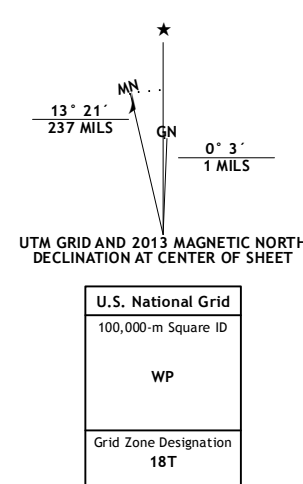 ★
MN
13° 21´
237 MILS
GN
0° 3´
1 MILS
UTM GRID AND 2013 MAGNETIC NORTH
DECLINATION AT CENTER OF SHEET
U.S. National Grid
100,000-m Square ID
WP
Grid Zone Designation
18T